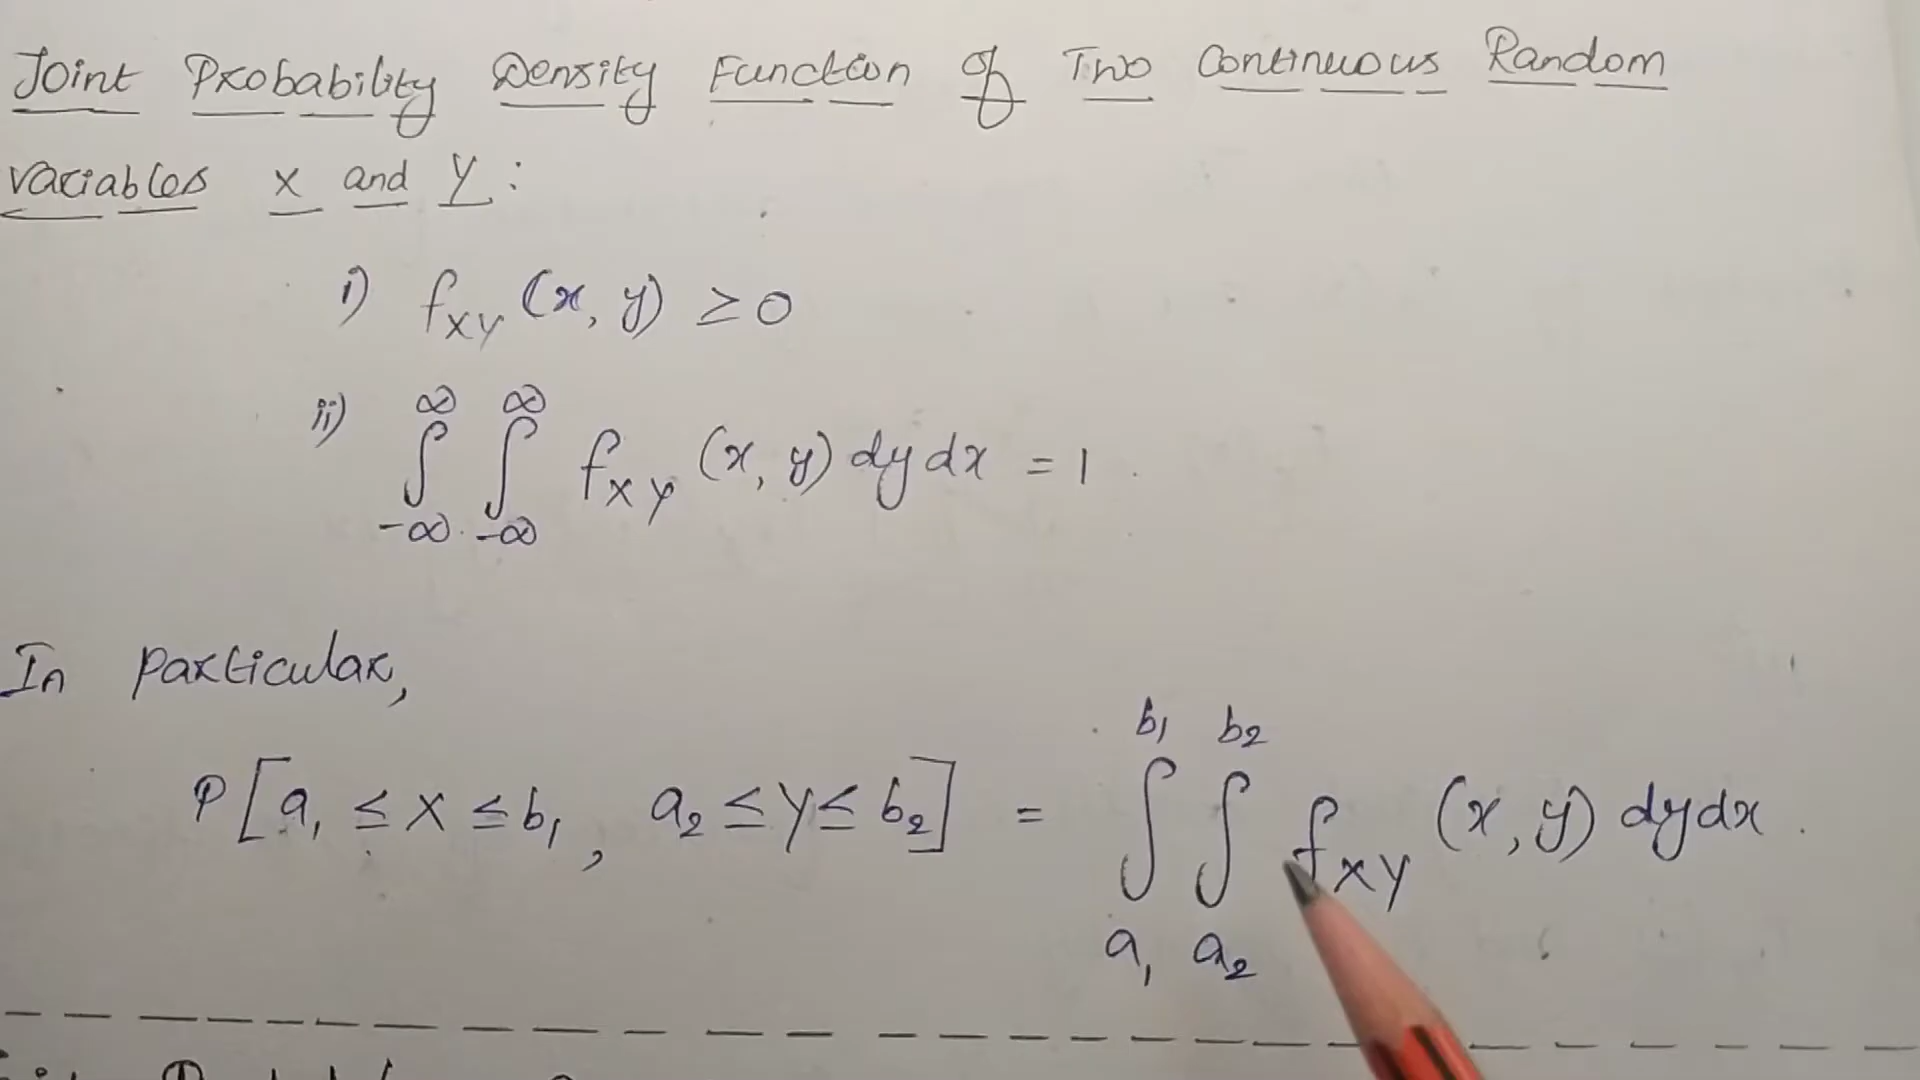 Joint Probability Density Function of Two Continuous Random
variables X and Y :
i) f_XY (x, y) ≥ 0
ii) ∫_{-∞}^{∞} ∫_{-∞}^{∞} f_XY (x, y) dy dx = 1 .
In particular,
P[a₁ ≤ X ≤ b₁, a₂ ≤ Y ≤ b₂] = ∫_{a₁}^{b₁} ∫_{a₂}^{b₂} f_XY (x, y) dy dx .